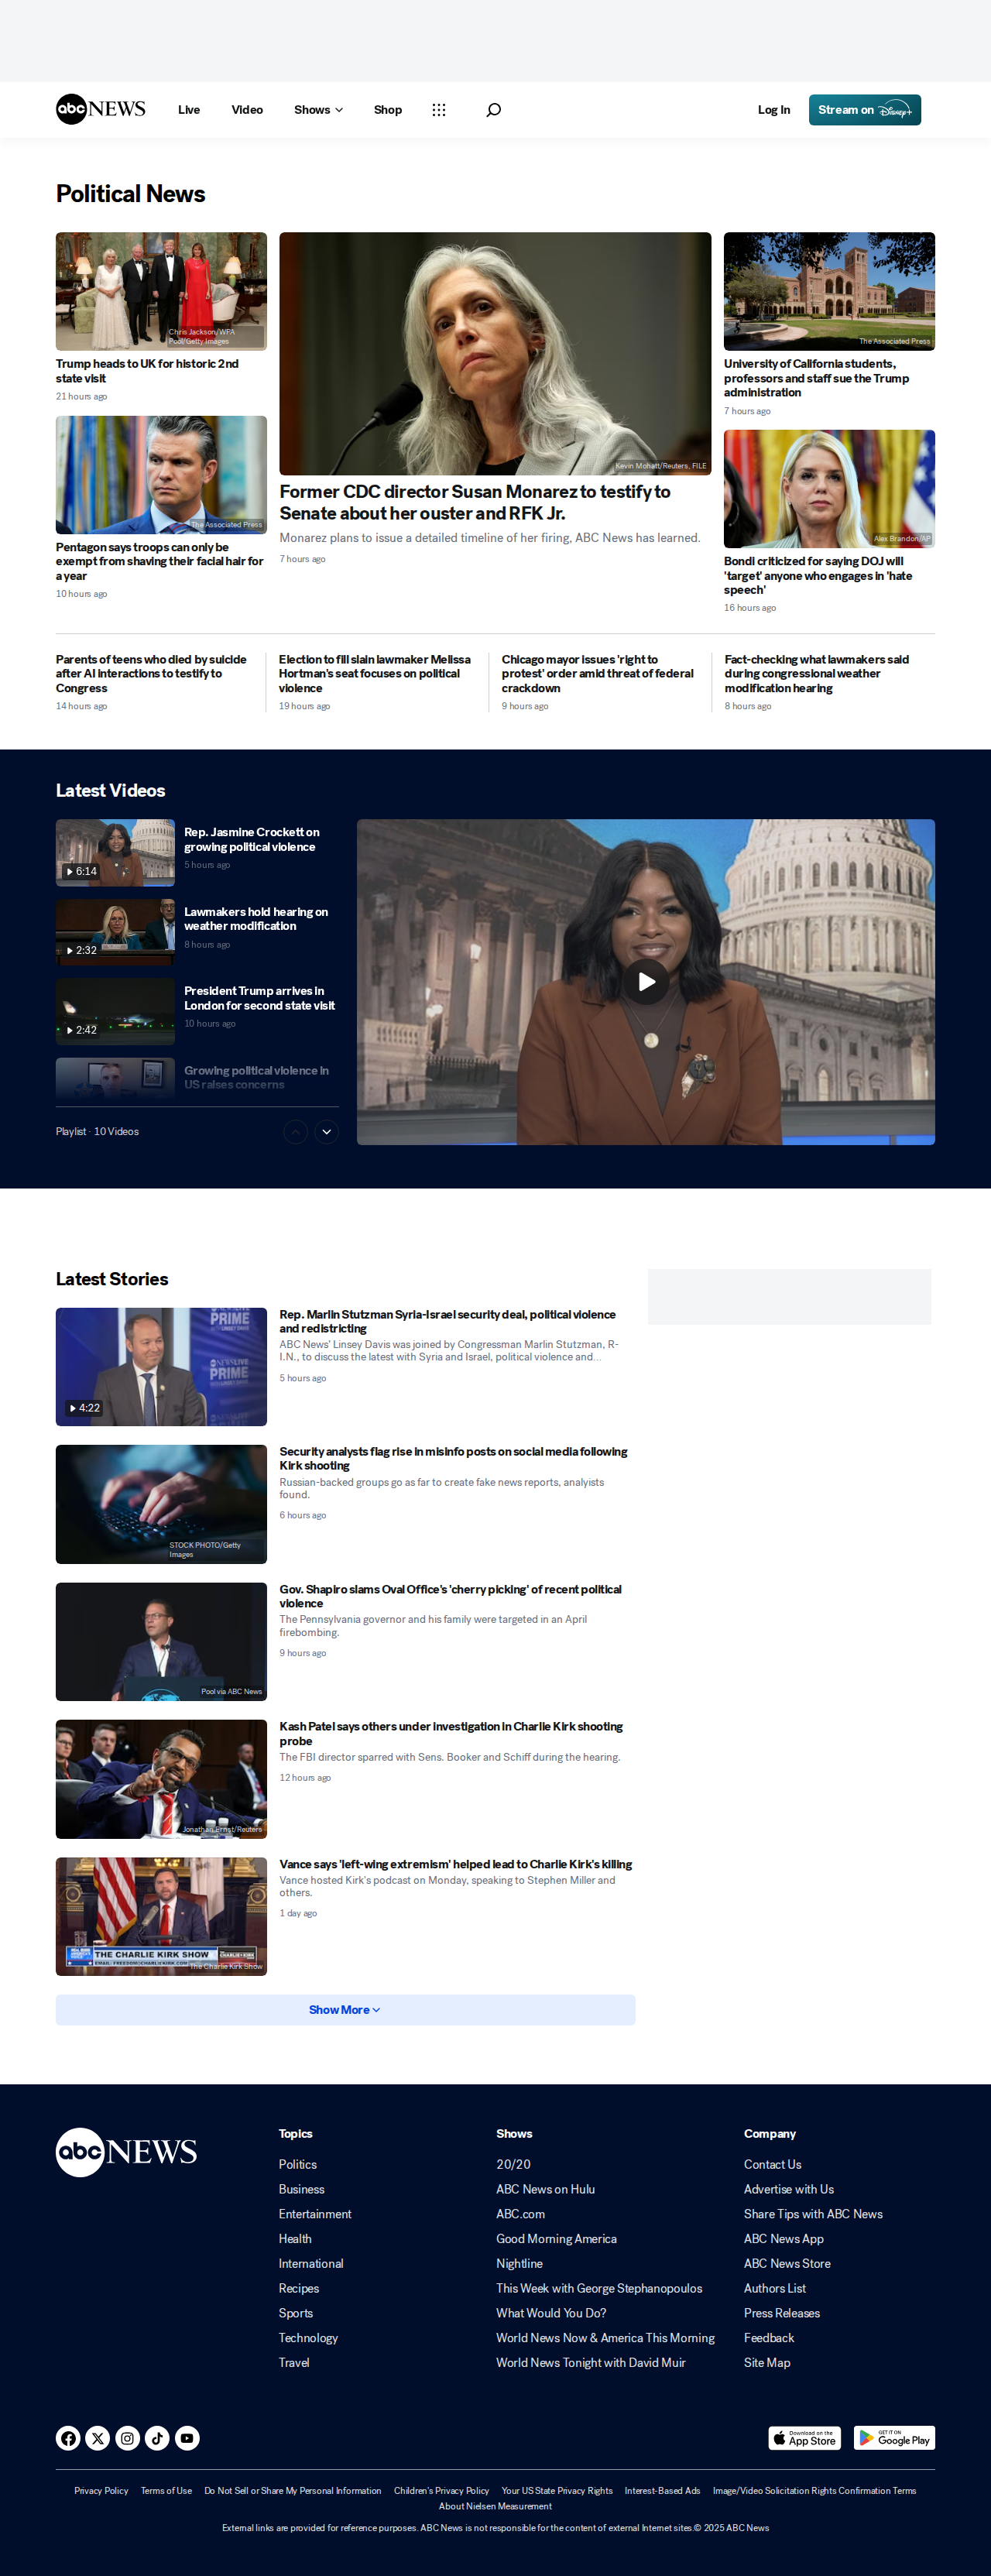 abc NEWS
Live
Video
Shows
Shop
Log In
Stream on Disney+
Political News
Chris Jackson/WPA
Pool/Getty Images
Trump heads to UK for historic 2nd
state visit
21 hours ago
The Associated Press
Pentagon says troops can only be
exempt from shaving their facial hair for
a year
10 hours ago
Kevin Mohatt/Reuters, FILE
Former CDC director Susan Monarez to testify to
Senate about her ouster and RFK Jr.
Monarez plans to issue a detailed timeline of her firing, ABC News has learned.
7 hours ago
The Associated Press
University of California students,
professors and staff sue the Trump
administration
7 hours ago
Alex Brandon/AP
Bondi criticized for saying DOJ will
'target' anyone who engages in 'hate
speech'
16 hours ago
Parents of teens who died by suicide
after AI interactions to testify to
Congress
14 hours ago
Election to fill slain lawmaker Melissa
Hortman's seat focuses on political
violence
19 hours ago
Chicago mayor issues 'right to
protest' order amid threat of federal
crackdown
9 hours ago
Fact-checking what lawmakers said
during congressional weather
modification hearing
8 hours ago
Latest Videos
6:14
Rep. Jasmine Crockett on
growing political violence
5 hours ago
2:32
Lawmakers hold hearing on
weather modification
8 hours ago
2:42
President Trump arrives in
London for second state visit
10 hours ago
Growing political violence in
US raises concerns
Playlist · 10 Videos
Latest Stories
PRIME
NEWS LIVE
PRIME
4:22
Rep. Marlin Stutzman Syria-Israel security deal, political violence
and redistricting
ABC News' Linsey Davis was joined by Congressman Marlin Stutzman, R-
I.N., to discuss the latest with Syria and Israel, political violence and...
5 hours ago
STOCK PHOTO/Getty
Images
Security analysts flag rise in misinfo posts on social media following
Kirk shooting
Russian-backed groups go as far to create fake news reports, analyists
found.
6 hours ago
Pool via ABC News
Gov. Shapiro slams Oval Office's 'cherry picking' of recent political
violence
The Pennsylvania governor and his family were targeted in an April
firebombing.
9 hours ago
Jonathan Ernst/Reuters
Kash Patel says others under investigation in Charlie Kirk shooting
probe
The FBI director sparred with Sens. Booker and Schiff during the hearing.
12 hours ago
THE CHARLIE KIRK SHOW
The Charlie Kirk Show
Vance says 'left-wing extremism' helped lead to Charlie Kirk's killing
Vance hosted Kirk's podcast on Monday, speaking to Stephen Miller and
others.
1 day ago
Show More
abc NEWS
Topics
Politics
Business
Entertainment
Health
International
Recipes
Sports
Technology
Travel
Shows
20/20
ABC News on Hulu
ABC.com
Good Morning America
Nightline
This Week with George Stephanopoulos
What Would You Do?
World News Now & America This Morning
World News Tonight with David Muir
Company
Contact Us
Advertise with Us
Share Tips with ABC News
ABC News App
ABC News Store
Authors List
Press Releases
Feedback
Site Map
Download on the
App Store
GET IT ON
Google Play
Privacy Policy
Terms of Use
Do Not Sell or Share My Personal Information
Children's Privacy Policy
Your US State Privacy Rights
Interest-Based Ads
Image/Video Solicitation Rights Confirmation Terms
About Nielsen Measurement
External links are provided for reference purposes. ABC News is not responsible for the content of external Internet sites.© 2025 ABC News